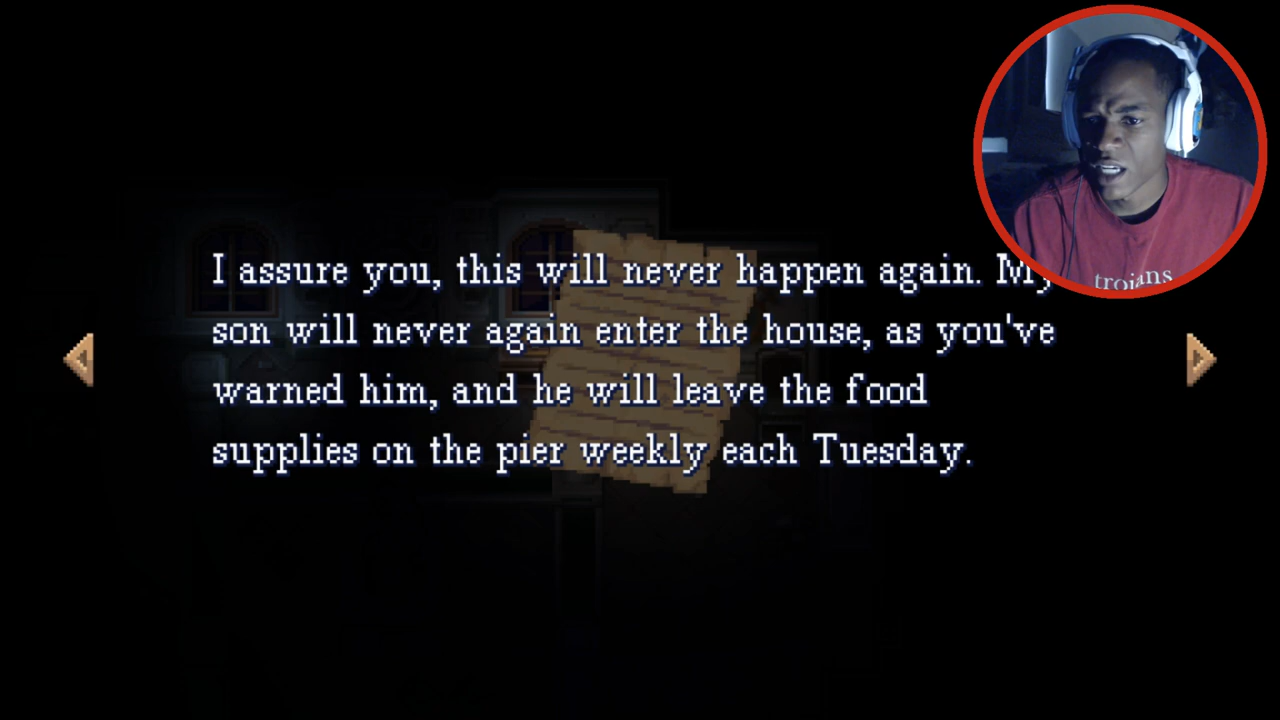 I assure you, this will never happen again. My
son will never again enter the house, as you've
warned him, and he will leave the food
supplies on the pier weekly each Tuesday.
trojans